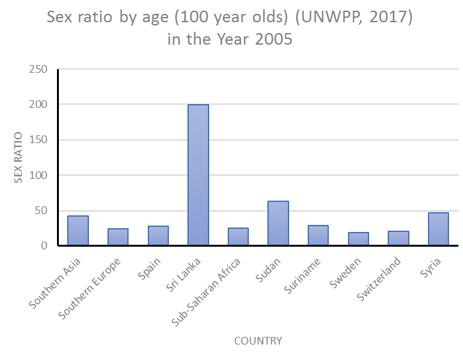 Sex ratio by age (100 year olds) (UNWPP, 2017)
in the Year 2005
250
200
150
100
50
0
SEX RATIO
Southern Asia
Southern Europe
Spain
Sri Lanka
Sub-Saharan Africa
Sudan
Suriname
Sweden
Switzerland
Syria
COUNTRY